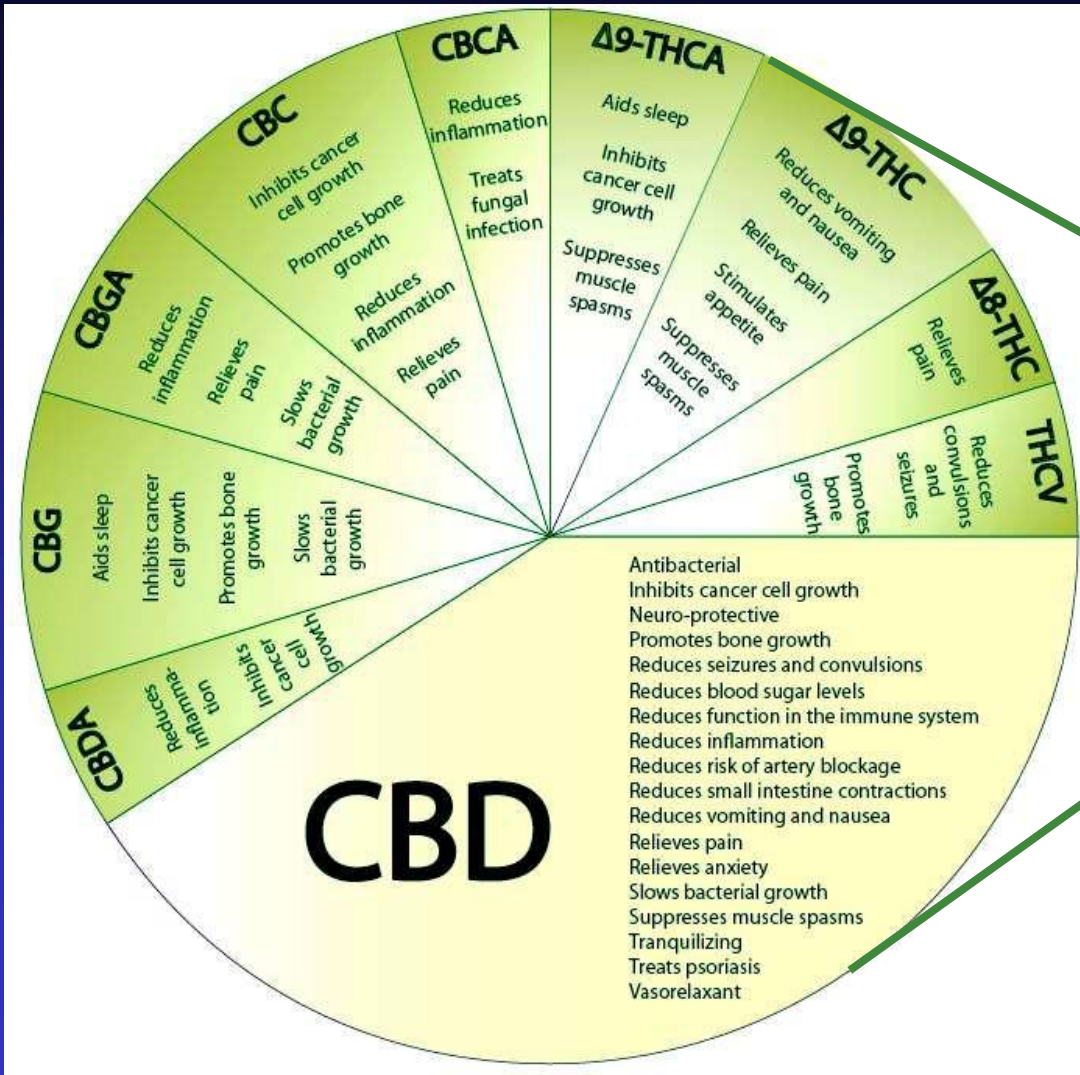 CBCA
Reduces
inflammation
Treats
fungal
infection
Δ9-THCA
Aids sleep
Inhibits
cancer cell
growth
Suppresses
muscle
spasms
Δ9-THC
Reduces vomiting
and nausea
Relieves pain
Stimulates
appetite
Suppresses
muscle
spasms
Δ8-THC
Relieves
pain
THCV
Reduces
convulsions
and
seizures
Promotes
bone
growth
CBC
Inhibits cancer
cell growth
Promotes bone
growth
Reduces
inflammation
Relieves
pain
CBGA
Reduces
inflammation
Relieves
pain
Slows
bacterial
growth
CBG
Aids sleep
Inhibits cancer
cell growth
Promotes bone
growth
Slows
bacterial
growth
CBDA
Reduces
inflamma-
tion
Inhibits
cancer
cell
growth
CBD
Antibacterial
Inhibits cancer cell growth
Neuro-protective
Promotes bone growth
Reduces seizures and convulsions
Reduces blood sugar levels
Reduces function in the immune system
Reduces inflammation
Reduces risk of artery blockage
Reduces small intestine contractions
Reduces vomiting and nausea
Relieves pain
Relieves anxiety
Slows bacterial growth
Suppresses muscle spasms
Tranquilizing
Treats psoriasis
Vasorelaxant